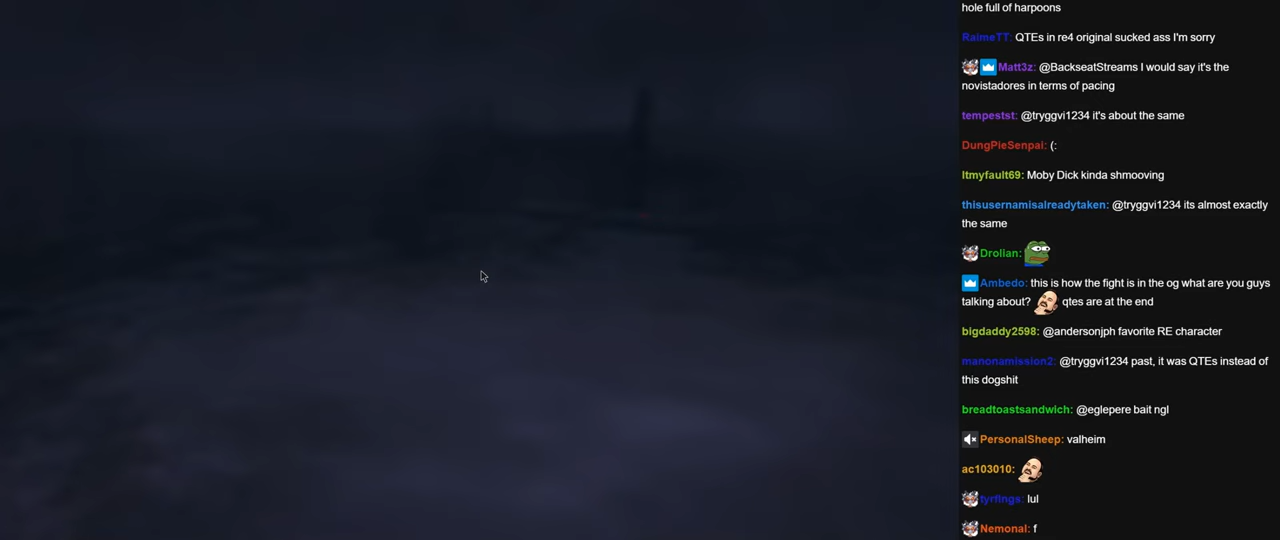 hole full of harpoons
RaimeTT: QTEs in re4 original sucked ass I'm sorry
Matt3z: @BackseatStreams I would say it's the
novistadores in terms of pacing
tempestst: @tryggvi1234 it's about the same
DungPieSenpai: (:
Itmyfault69: Moby Dick kinda shmooving
thisusernamisalreadytaken: @tryggvi1234 its almost exactly
the same
Drolian:
Ambedo: this is how the fight is in the og what are you guys
talking about? qtes are at the end
bigdaddy2598: @andersonjph favorite RE character
manonamission2: @tryggvi1234 past, it was QTEs instead of
this dogshit
breadtoastsandwich: @eglepere bait ngl
PersonalSheep: valheim
ac103010:
tyrfings: lul
Nemonal: f